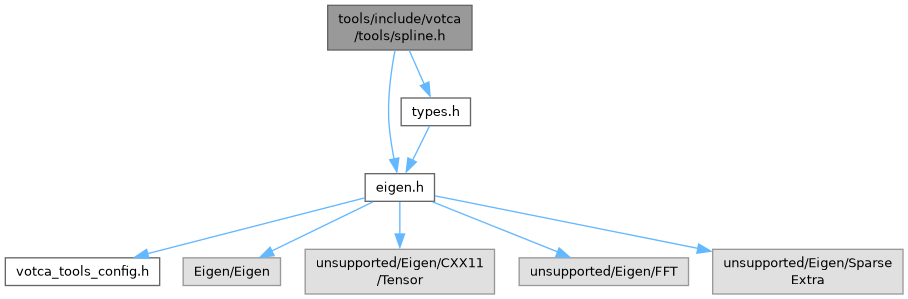 tools/include/votca
/tools/spline.h
types.h
eigen.h
votca_tools_config.h
Eigen/Eigen
unsupported/Eigen/CXX11
/Tensor
unsupported/Eigen/FFT
unsupported/Eigen/Sparse
Extra